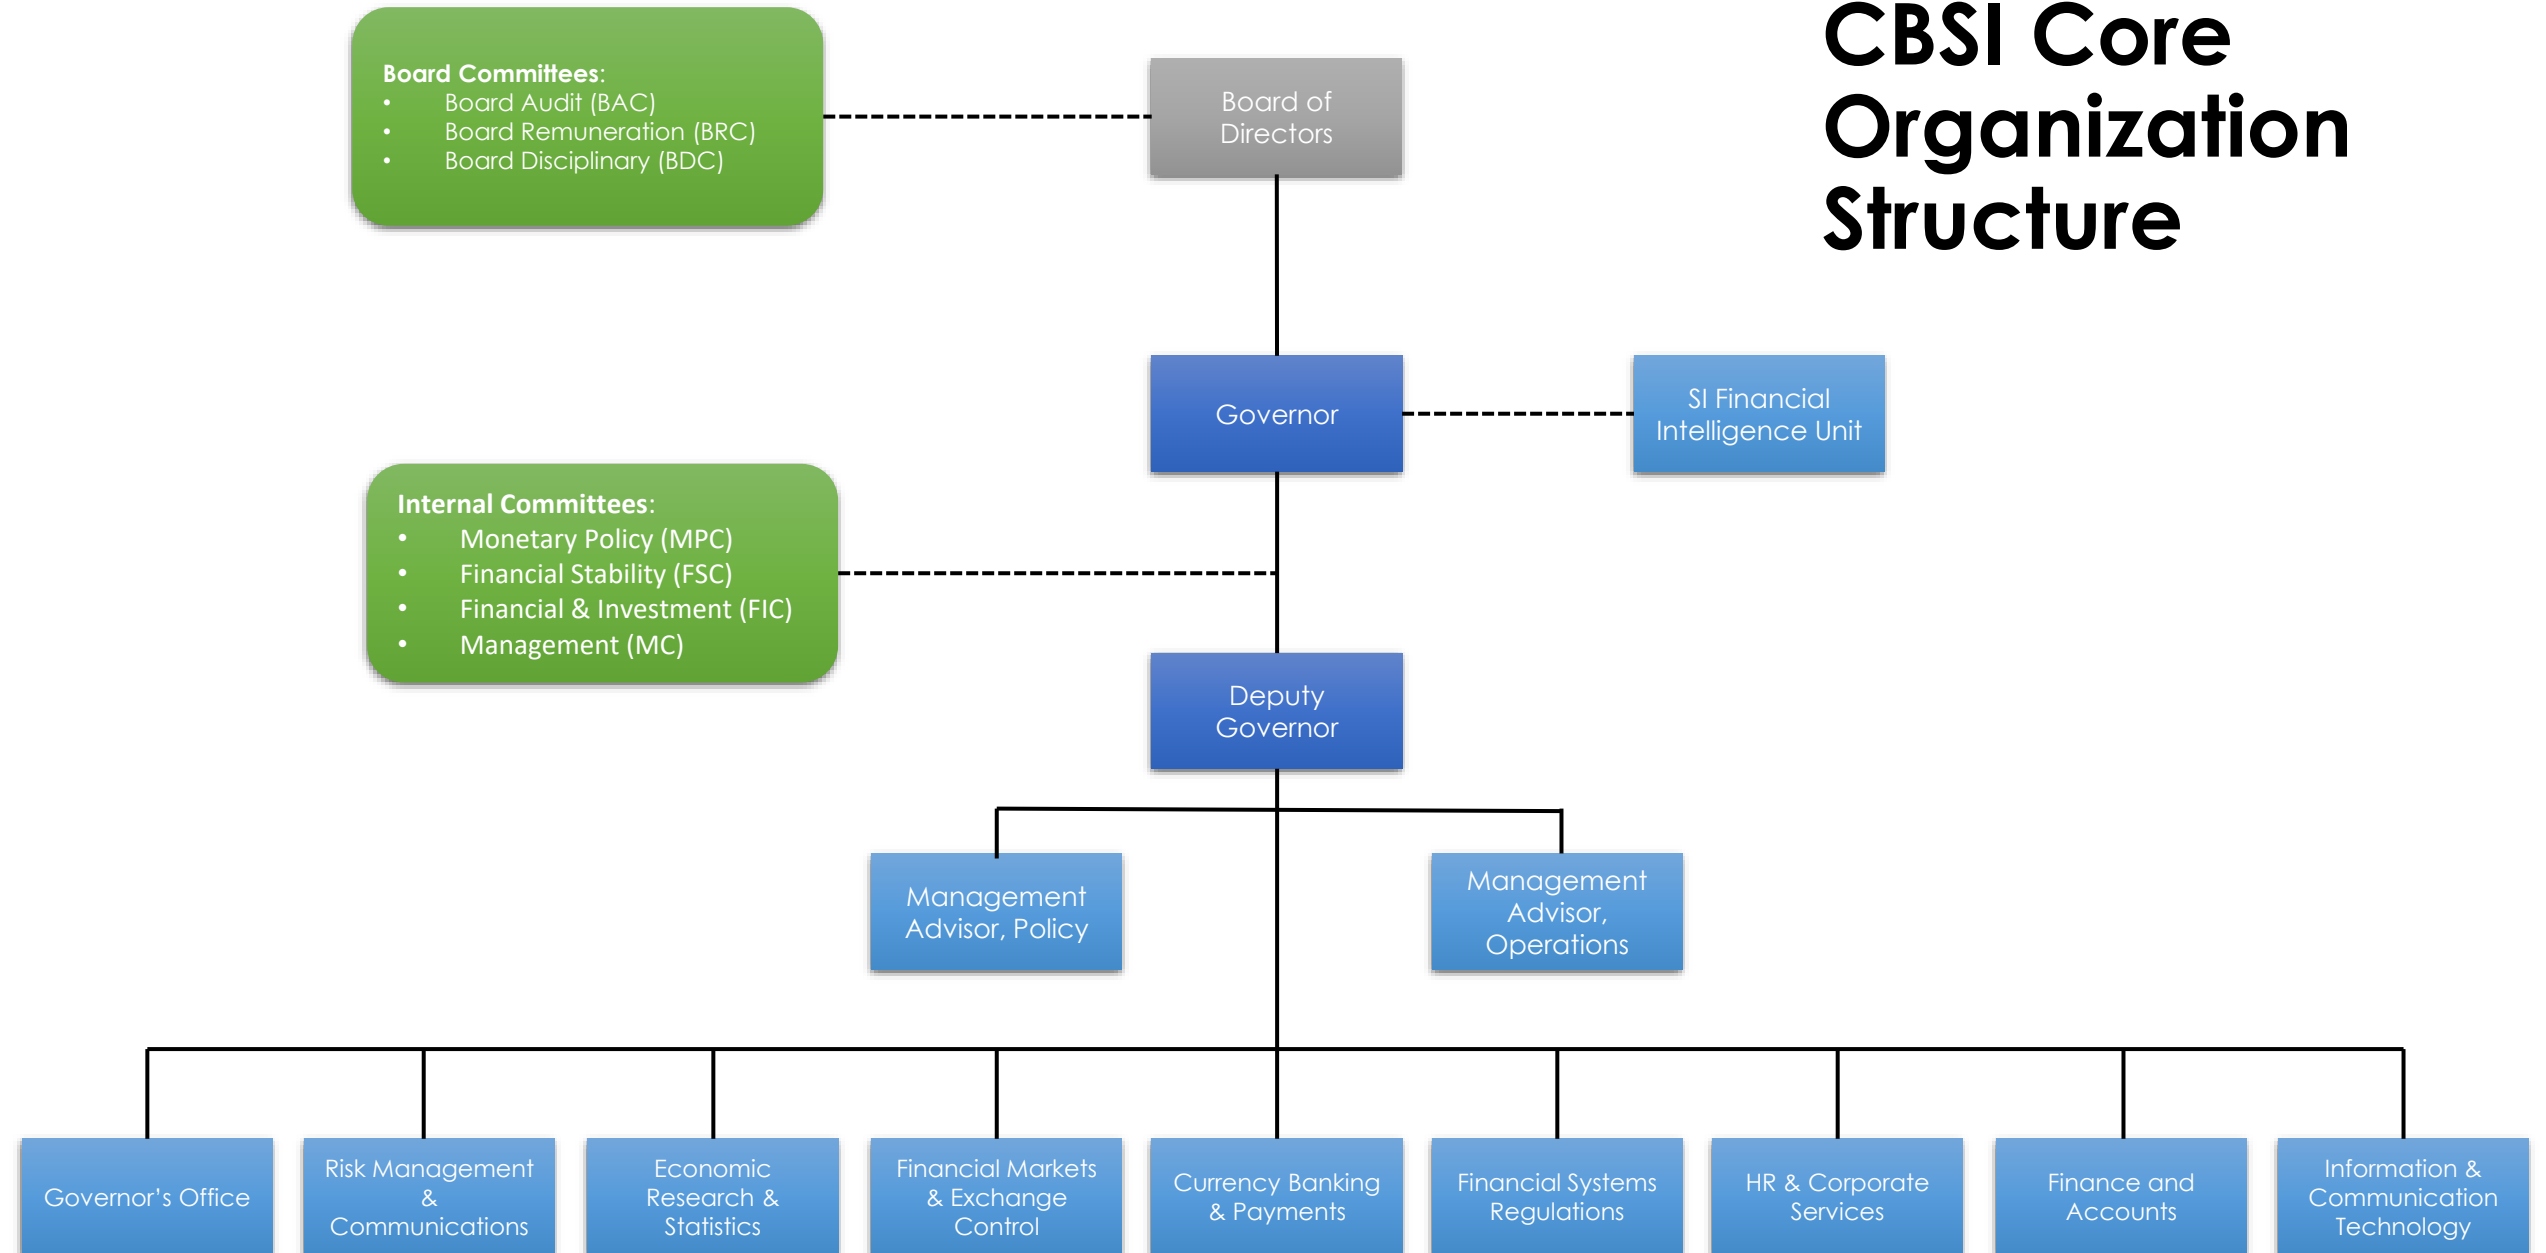 CBSI Core
Organization
Structure
Board Committees:
• Board Audit (BAC)
• Board Remuneration (BRC)
• Board Disciplinary (BDC)
Board of
Directors
Governor
SI Financial
Intelligence Unit
Internal Committees:
• Monetary Policy (MPC)
• Financial Stability (FSC)
• Financial & Investment (FIC)
• Management (MC)
Deputy
Governor
Management
Advisor, Policy
Management
Advisor,
Operations
Governor’s Office
Risk Management
&
Communications
Economic
Research &
Statistics
Financial Markets
& Exchange
Control
Currency Banking
& Payments
Financial Systems
Regulations
HR & Corporate
Services
Finance and
Accounts
Information &
Communication
Technology